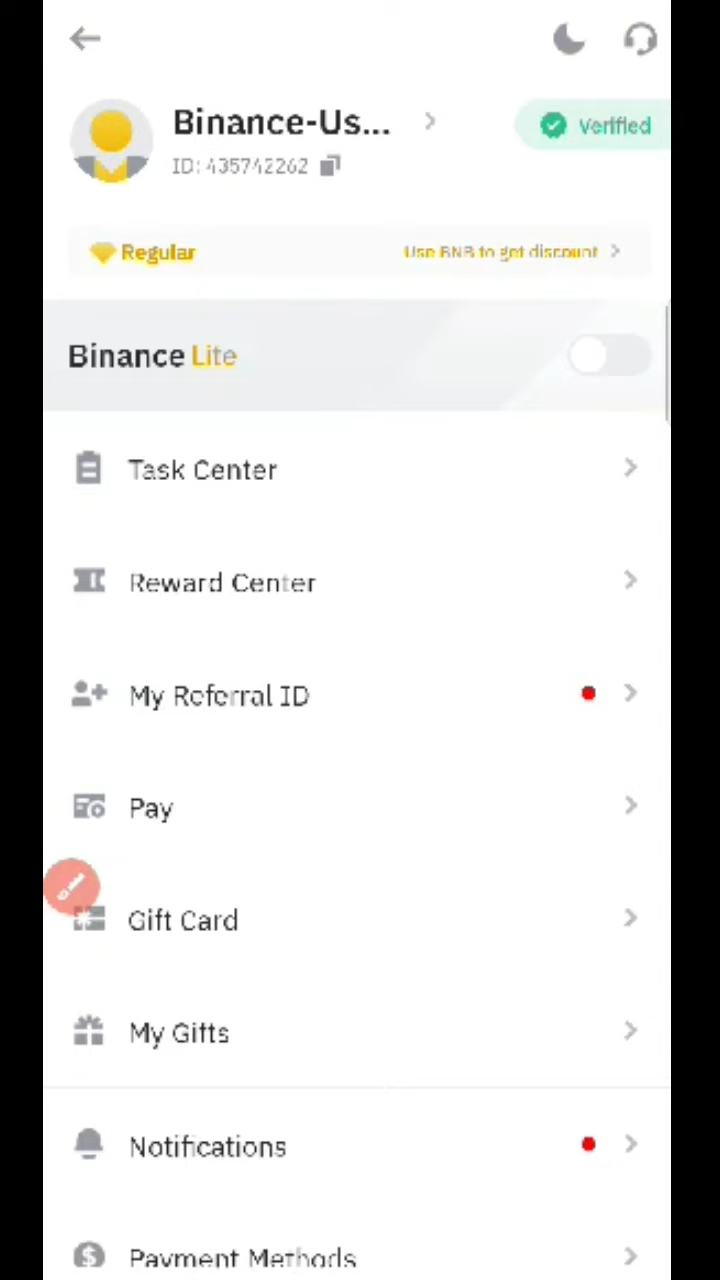 Binance-Us...
Verified
ID: 435742262
Regular
Use BNB to get discount
Binance Lite
Task Center
Reward Center
My Referral ID
Pay
Gift Card
My Gifts
Notifications
Payment Methods